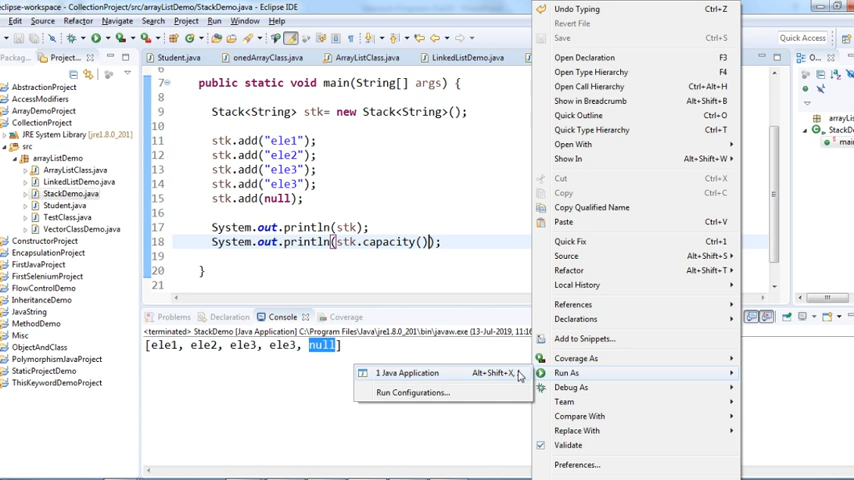 eclipse-workspace - CollectionProject/src/arrayListDemo/StackDemo.java - Eclipse IDE
Edit Source Refactor Navigate Search Project Run Window Help
Quick Access
Packag...
Project...
Student.java
onedArrayClass.java
ArrayListClass.java
LinkedListDemo.java
O...
AbstractionProject
AccessModifiers
ArrayDemoProject
CollectionProject
JRE System Library [jre1.8.0_201]
src
arrayListDemo
ArrayListClass.java
LinkedListDemo.java
StackDemo.java
Student.java
TestClass.java
VectorClassDemo.java
ConstructorProject
EncapsulationProject
FirstJavaProject
FirstSeleniumProject
FlowControlDemo
InheritanceDemo
JavaString
MethodDemo
Misc
ObjectAndClass
PolymorphismJavaProject
StaticProjectDemo
ThisKeywordDemoProject
6
7 public static void main(String[] args) {
8
9 Stack<String> stk= new Stack<String>();
10
11 stk.add("ele1");
12 stk.add("ele2");
13 stk.add("ele3");
14 stk.add("ele3");
15 stk.add(null);
16
17 System.out.println(stk);
18 System.out.println(stk.capacity());
19
20 }
21
Problems
Declaration
Console
Coverage
<terminated> StackDemo [Java Application] C:\Program Files\Java\jre1.8.0_201\bin\javaw.exe (13-Jul-2019, 11:16
[ele1, ele2, ele3, ele3, null]
1 Java Application Alt+Shift+X,
Run Configurations...
Undo Typing Ctrl+Z
Revert File
Save Ctrl+S
Open Declaration F3
Open Type Hierarchy F4
Open Call Hierarchy Ctrl+Alt+H
Show in Breadcrumb Alt+Shift+B
Quick Outline Ctrl+O
Quick Type Hierarchy Ctrl+T
Open With
Show In Alt+Shift+W
Cut Ctrl+X
Copy Ctrl+C
Copy Qualified Name
Paste Ctrl+V
Quick Fix Ctrl+1
Source Alt+Shift+S
Refactor Alt+Shift+T
Local History
References
Declarations
Add to Snippets...
Coverage As
Run As
Debug As
Team
Compare With
Replace With
Validate
Preferences...
arrayLis
StackDe
main